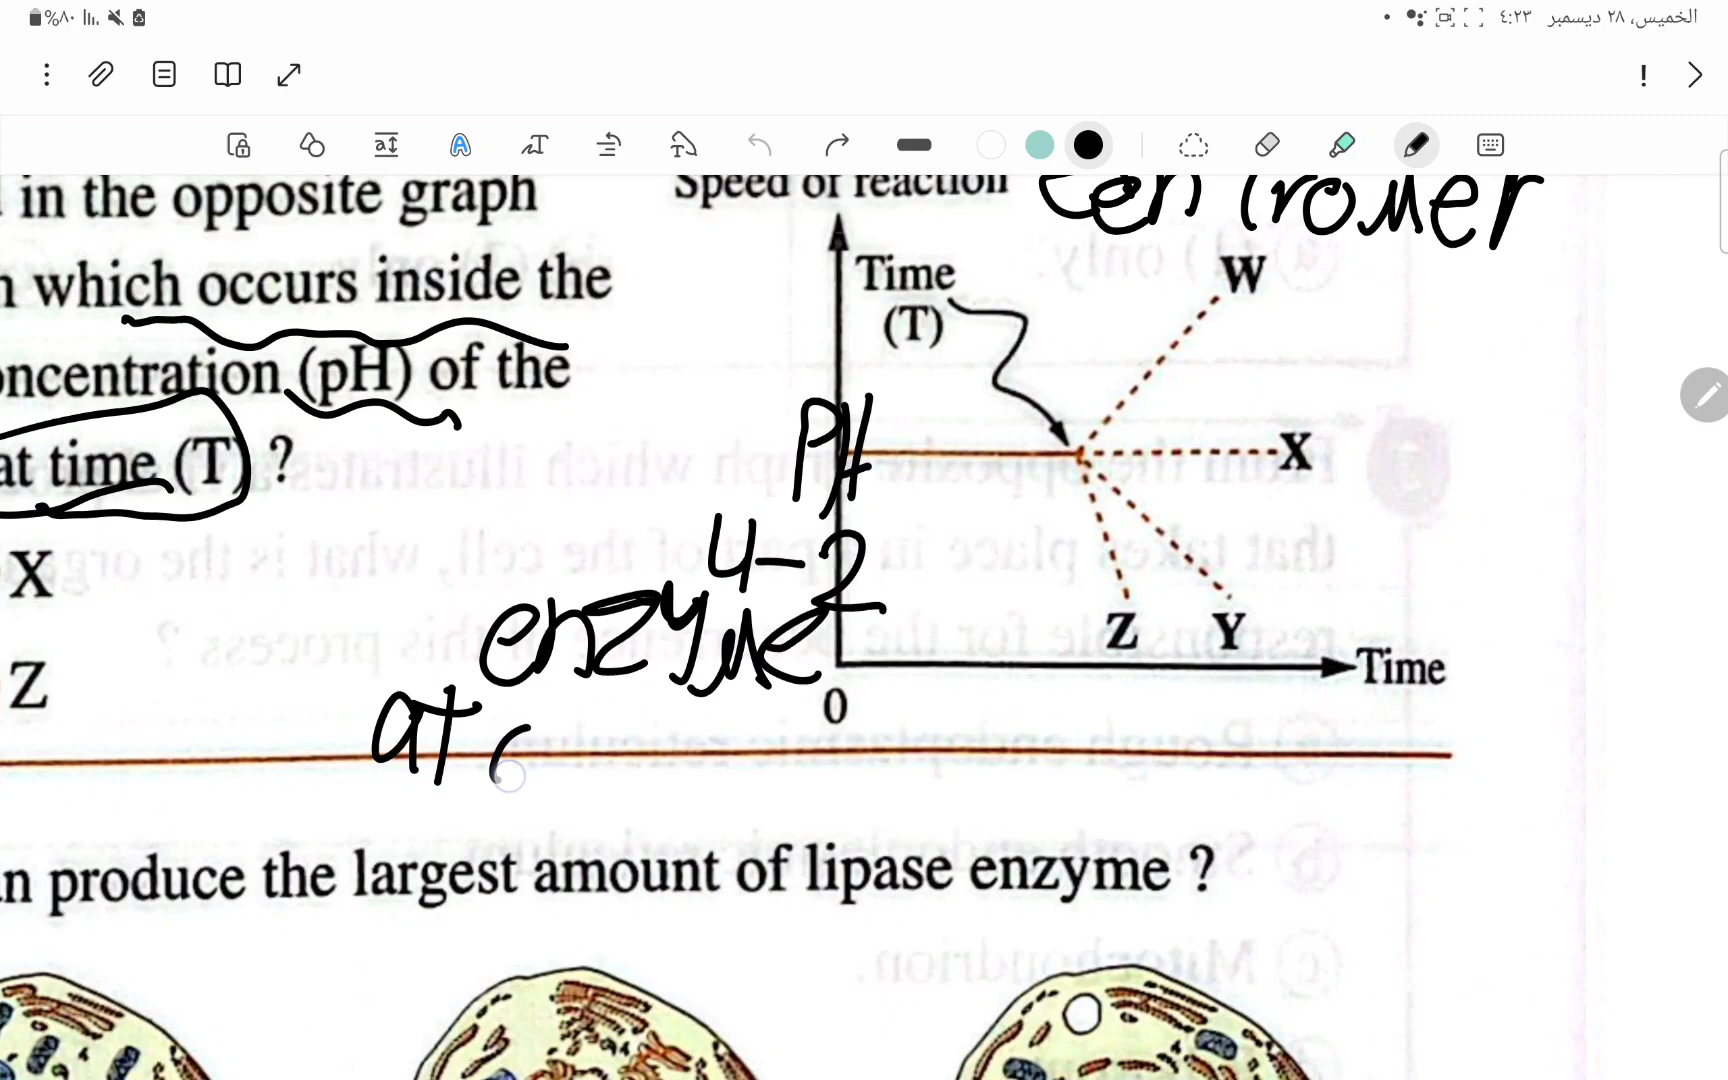 %٨٠
الخميس، ٢٨ ديسمبر ٤:٢٣
in the opposite graph
which occurs inside the
oncentration (pH) of the
at time (T) ?
X
Z
Speed of reaction
Time
(T)
W
X
Z Y
Time
0
PH
4-2
enzyme
at
n produce the largest amount of lipase enzyme ?